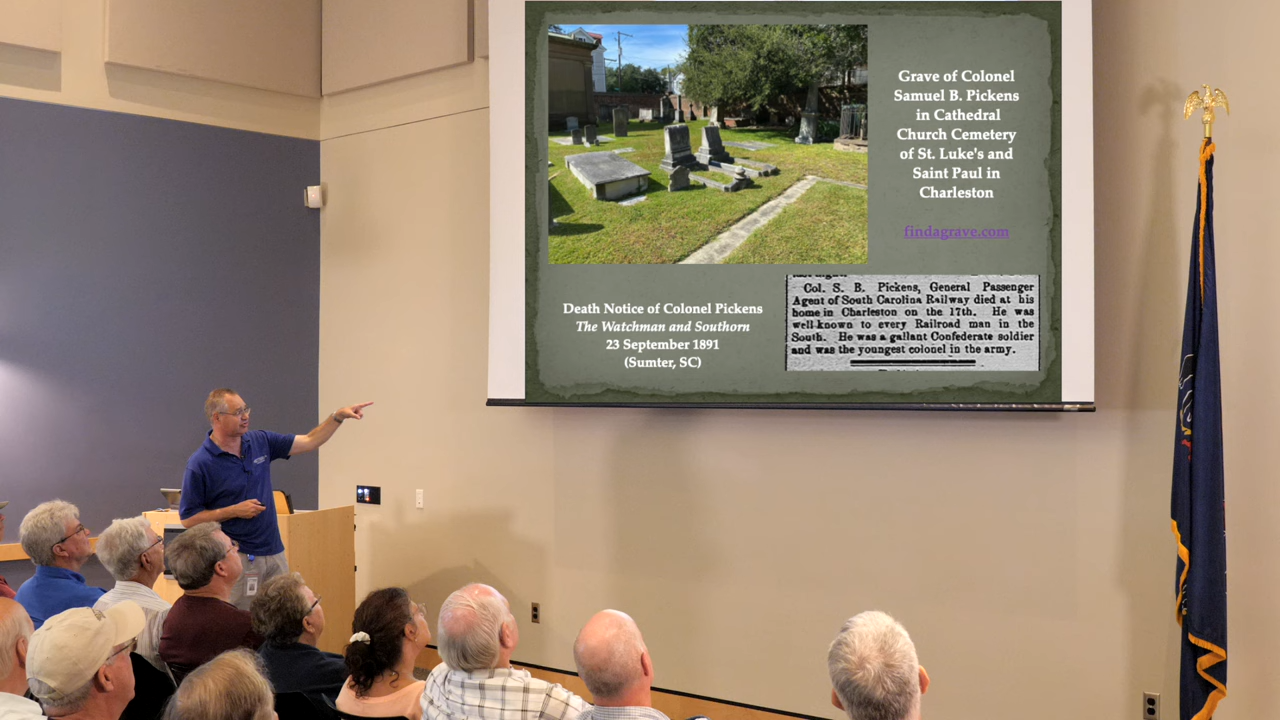 Grave of Colonel
Samuel B. Pickens
in Cathedral
Church Cemetery
of St. Luke's and
Saint Paul in
Charleston
findagrave.com
Death Notice of Colonel Pickens
The Watchman and Southorn
23 September 1891
(Sumter, SC)
Col. S. B. Pickens, General Passenger
Agent of South Carolina Railway died at his
home in Charleston on the 17th. He was
well-known to every Railroad man in the
South. He was a gallant Confederate soldier
and was the youngest colonel in the army.